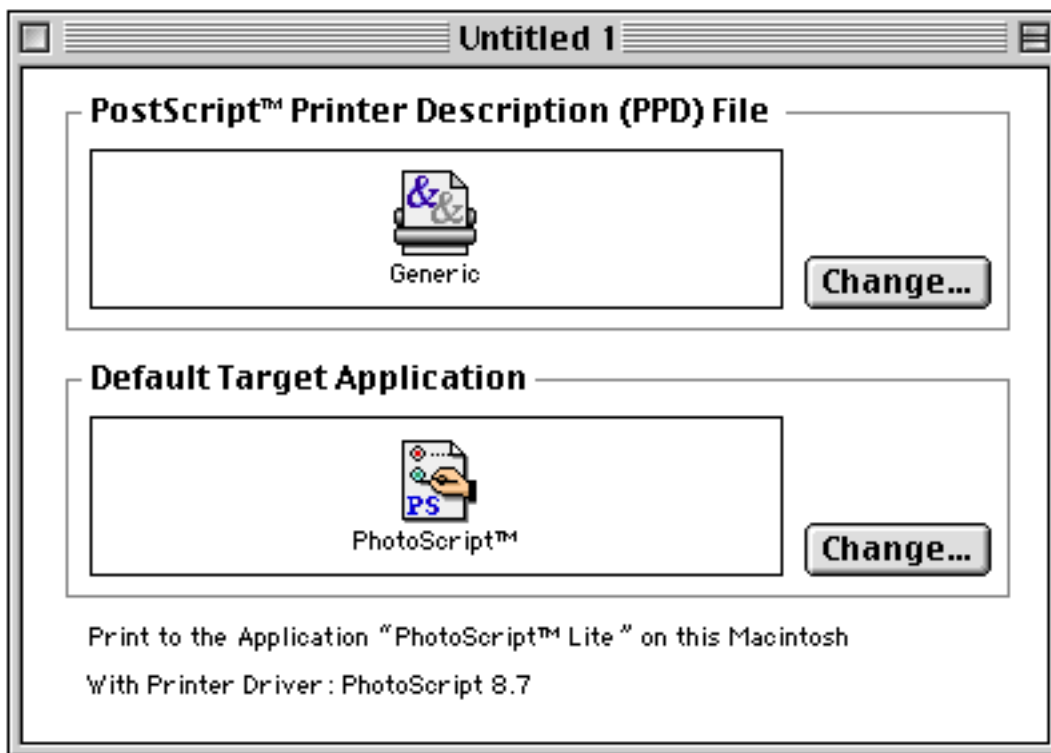 Untitled 1
PostScript™ Printer Description (PPD) File
&&
Generic
Change...
Default Target Application
PS
PhotoScript™
Change...
Print to the Application "PhotoScript™ Lite" on this Macintosh
With Printer Driver: PhotoScript 8.7